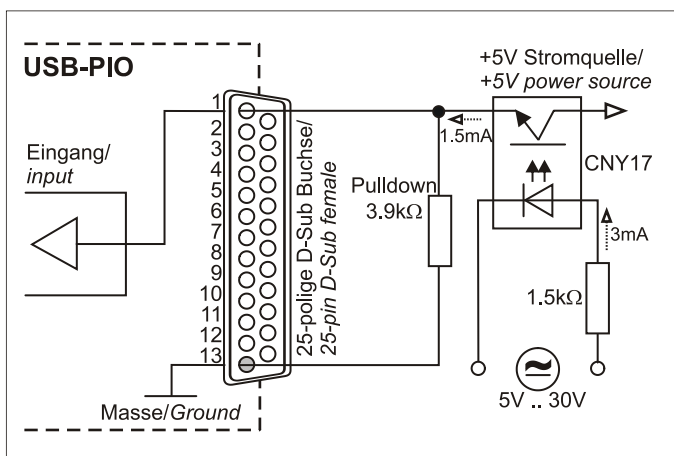 USB-PIO
Eingang/
input
1
2
3
4
5
6
7
8
9
10
11
12
13
Masse/Ground
25-polige D-Sub Buchse/
25-pin D-Sub female
+5V Stromquelle/
+5V power source
1.5mA
CNY17
Pulldown
3.9kΩ
3mA
1.5kΩ
5V .. 30V